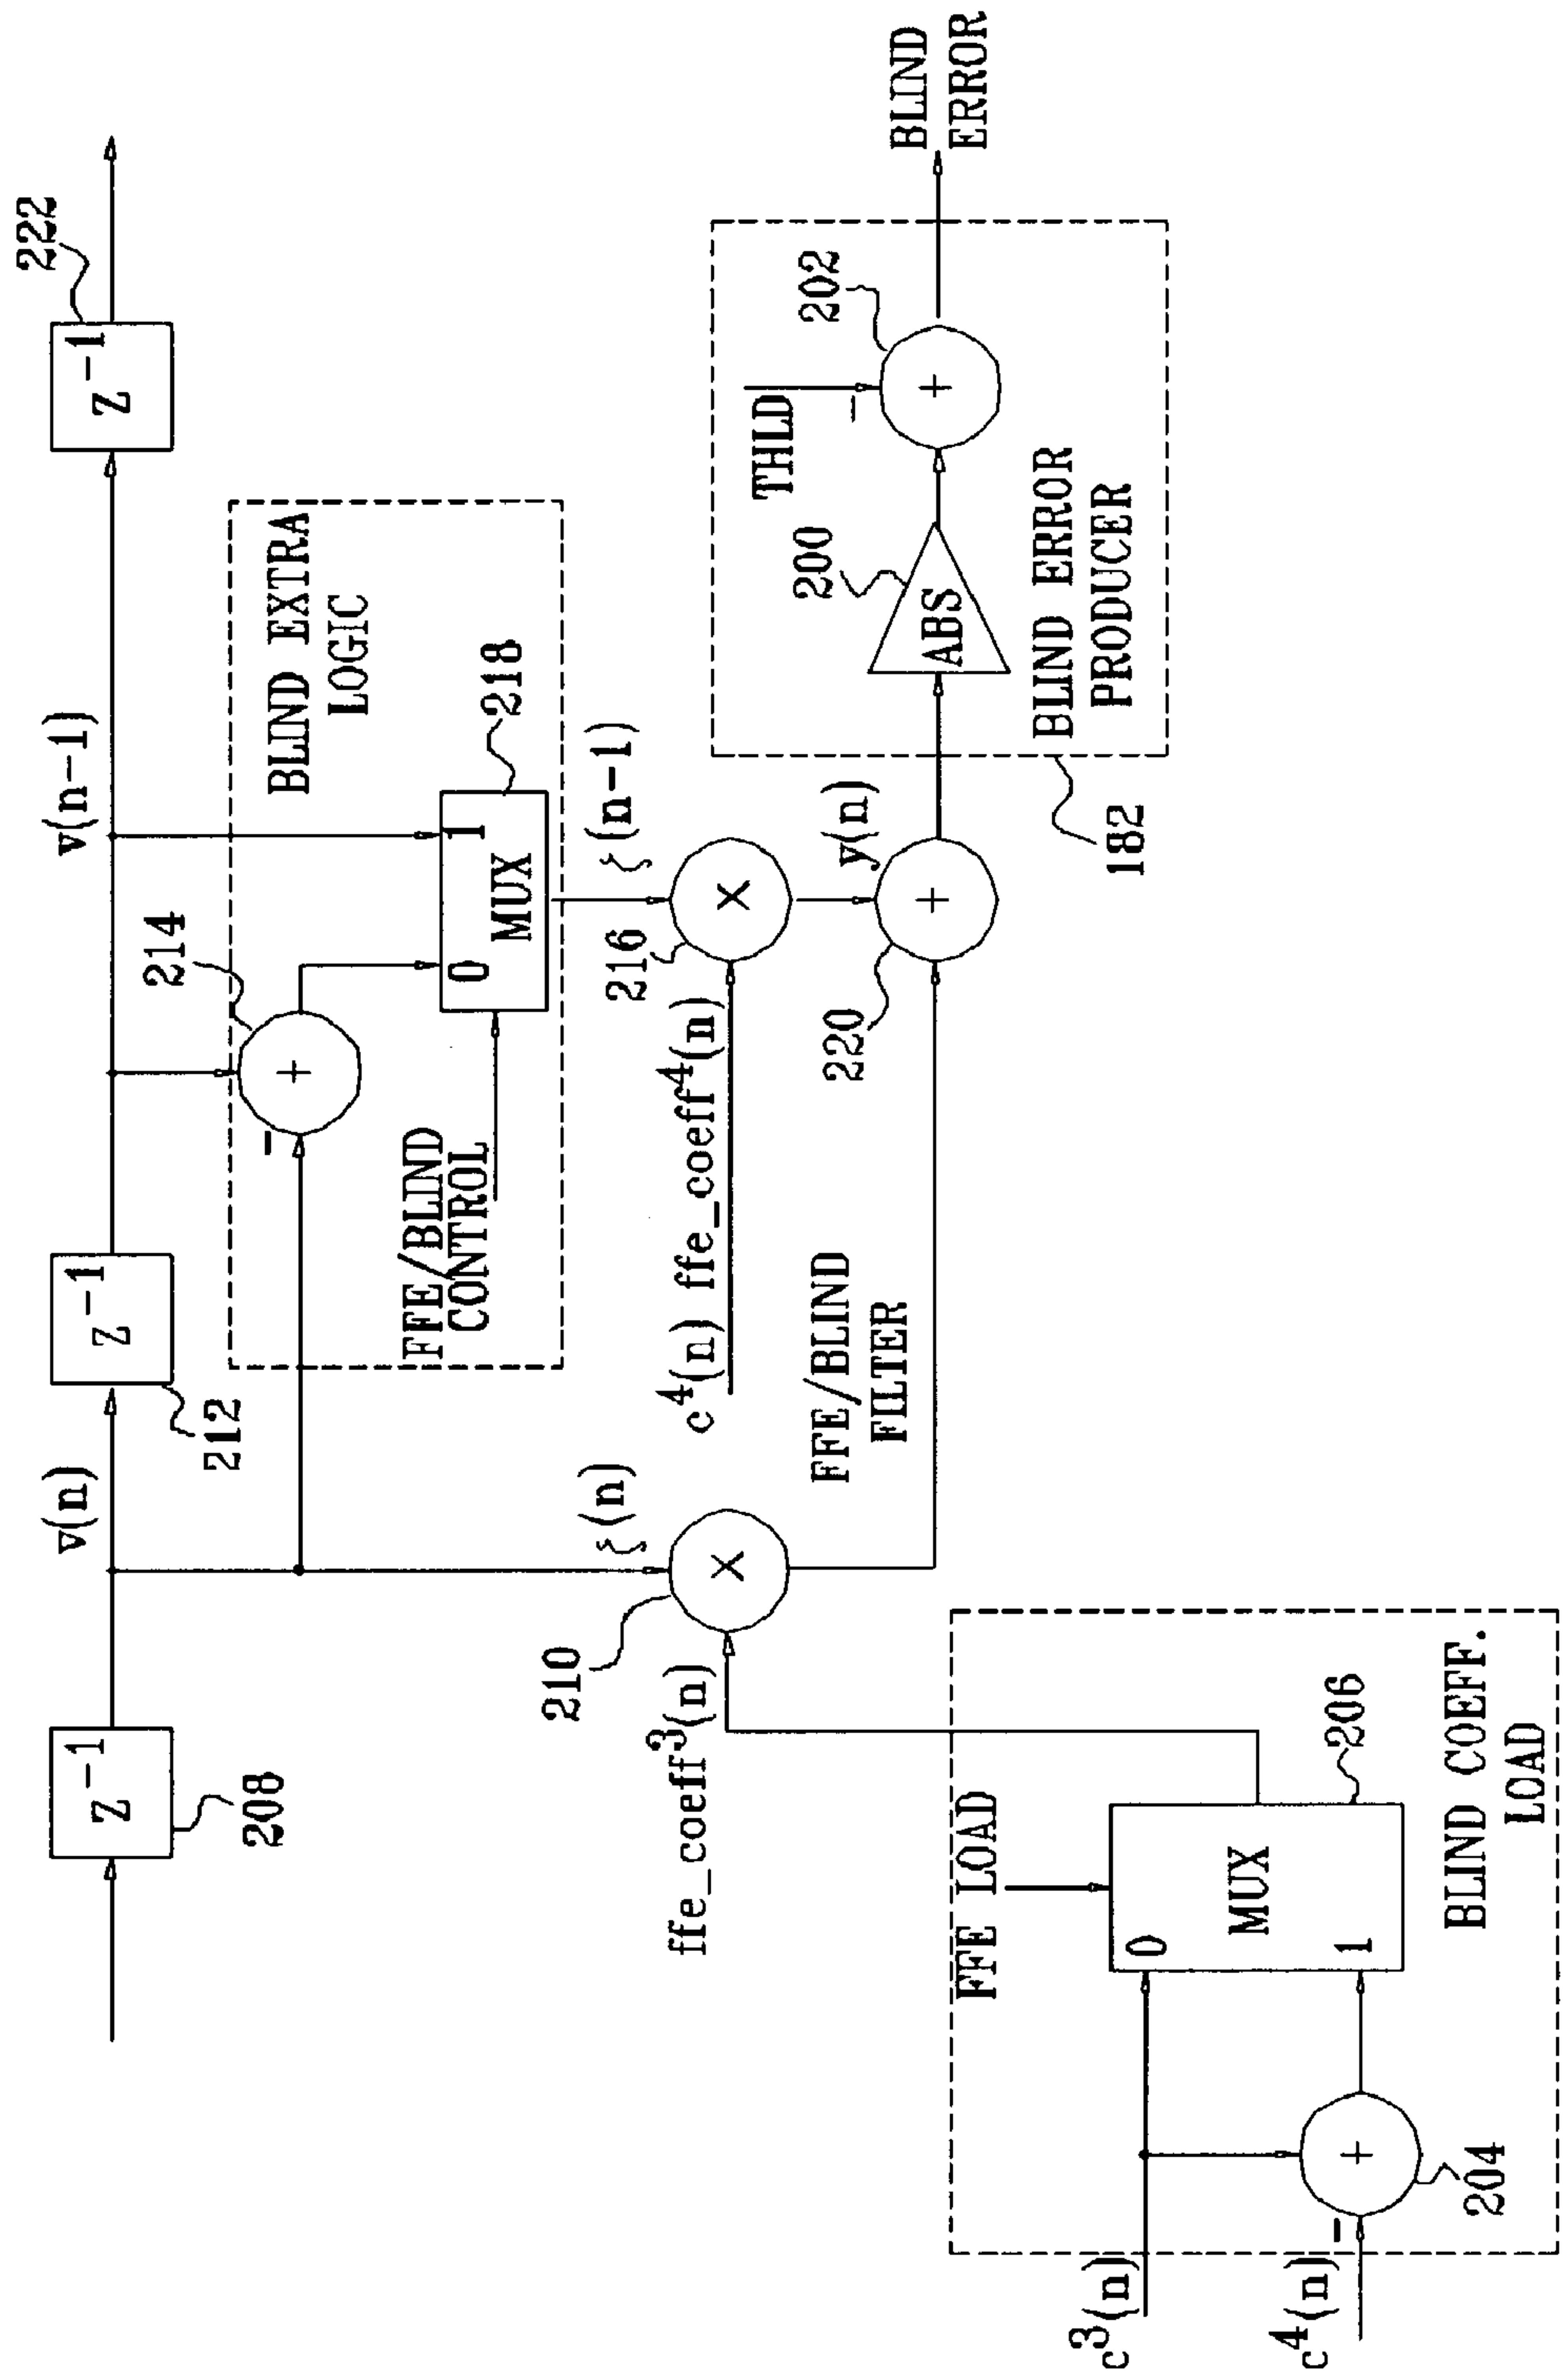 222
Z⁻¹
v(n-1)
Z⁻¹
212
v(n)
Z⁻¹
208
BLIND EXTRA
LOGIC
214
+
-
0
1
MUX
218
FFE/BLIND
CONTROL
ξ(n-1)
×
216
c⁴(n) ffe_coeff⁴(n)
ξ(n)
×
210
ffe_coeff³(n)
FFE/BLIND
FILTER
y(n)
+
220
THLD
-
+
202
200
ABS
BLIND ERROR
PRODUCER
182
BLIND
ERROR
FFE LOAD
0
1
MUX
206
BLIND COEFF.
LOAD
c³(n)
c⁴(n)
-
+
204